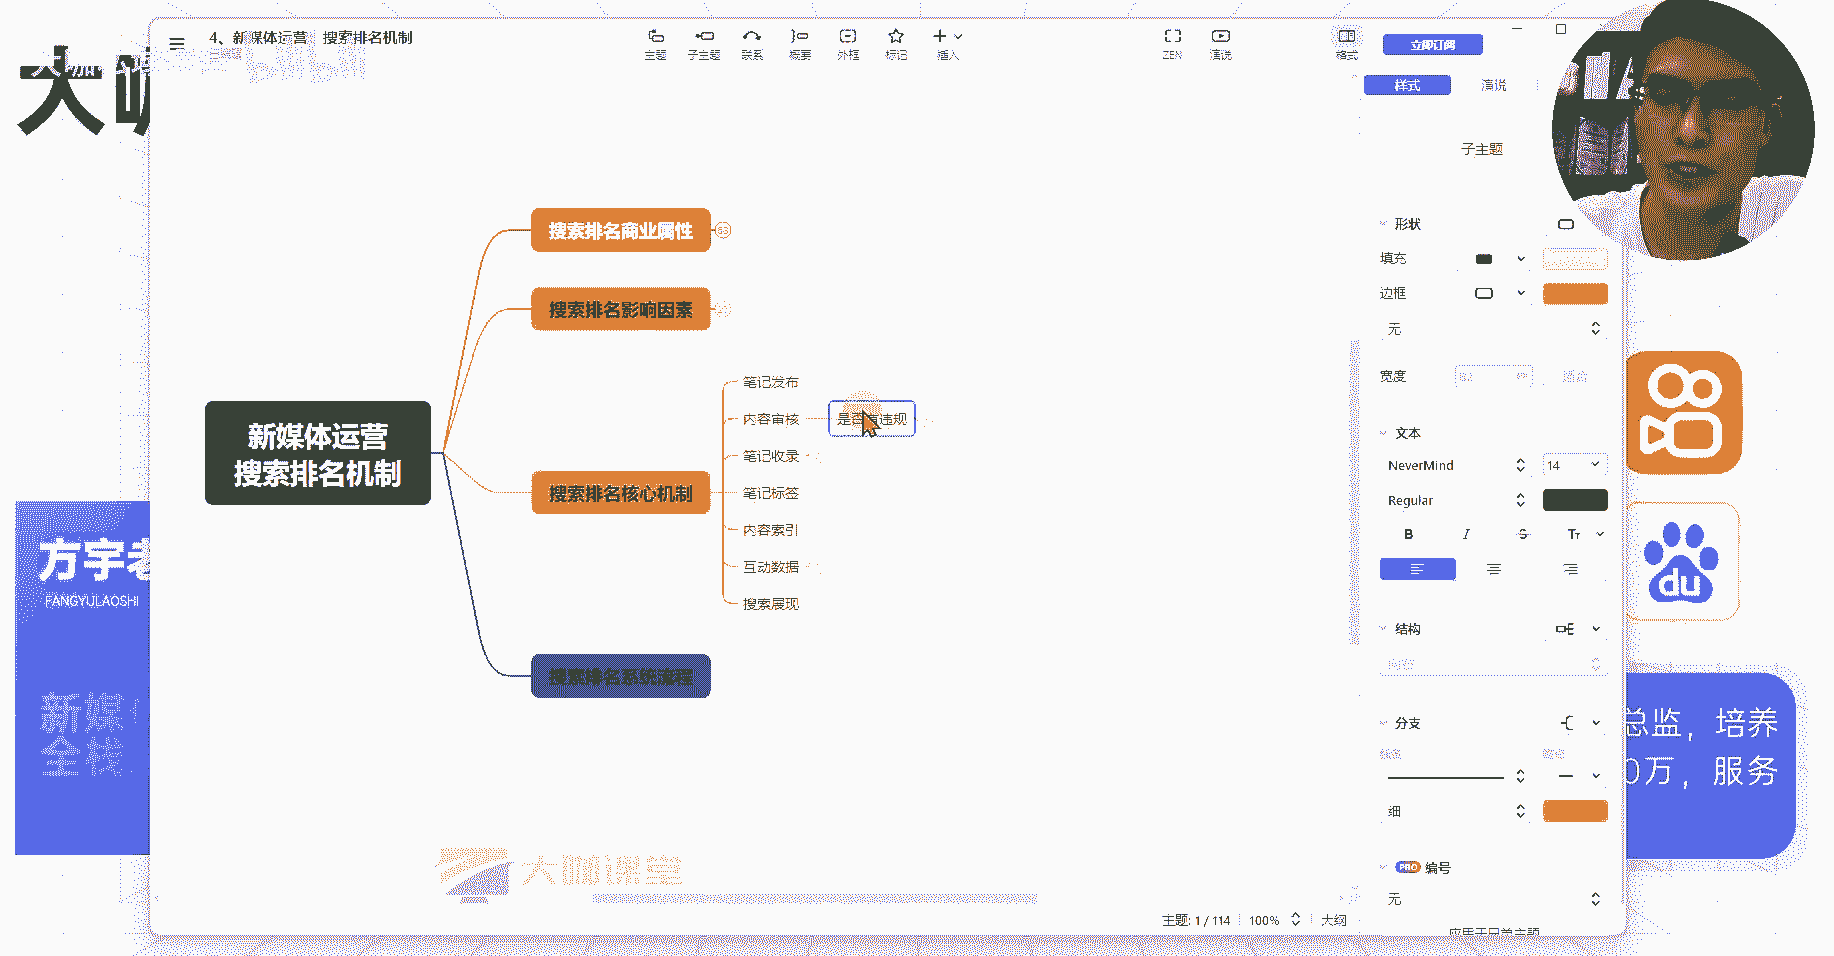 4、新媒体运营 搜索排名机制
主题
子主题
联系
概要
外框
标记
插入
ZEN
演说
格式
立即订阅
样式
演说
子主题
形状
填充
边框
无
宽度
文本
NeverMind
14
Regular
B
I
S
Tт
结构
分支
细
PRO 编号
无
搜索排名商业属性
63
搜索排名影响因素
新媒体运营
搜索排名机制
搜索排名核心机制
笔记发布
内容审核
违规
笔记收录
笔记标签
内容索引
互动数据
搜索展现
搜索排名系统流程
大咖课堂
主题: 1 / 114
100%
大纲
方宇老
FANGYULAOSHI
新媒
全栈
du
总监，培养
0万，服务